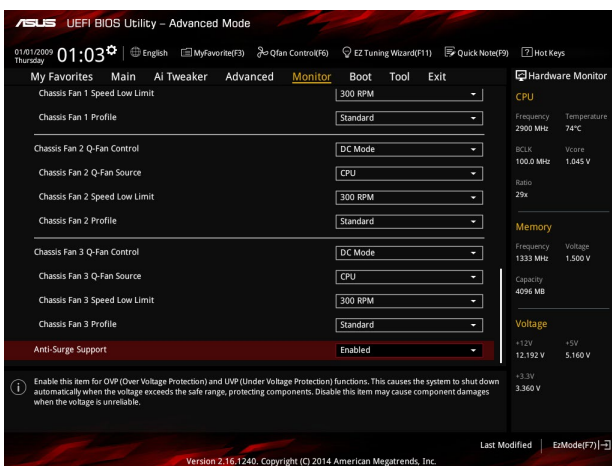 ASUS UEFI BIOS Utility – Advanced Mode
01/01/2009 Thursday 01:03 English MyFavorite(F3) Qfan Control(F6) EZ Tuning Wizard(F11) Quick Note(F9) ? Hot Keys
My Favorites Main Ai Tweaker Advanced Monitor Boot Tool Exit
Chassis Fan 1 Speed Low Limit 300 RPM
Chassis Fan 1 Profile Standard
Chassis Fan 2 Q-Fan Control DC Mode
Chassis Fan 2 Q-Fan Source CPU
Chassis Fan 2 Speed Low Limit 300 RPM
Chassis Fan 2 Profile Standard
Chassis Fan 3 Q-Fan Control DC Mode
Chassis Fan 3 Q-Fan Source CPU
Chassis Fan 3 Speed Low Limit 300 RPM
Chassis Fan 3 Profile Standard
Anti-Surge Support Enabled
Enable this item for OVP (Over Voltage Protection) and UVP (Under Voltage Protection) functions. This causes the system to shut down
automatically when the voltage exceeds the safe range, protecting components. Disable this item may cause component damages
when the voltage is unreliable.
Hardware Monitor
CPU
Frequency Temperature
2900 MHz 74°C
BCLK Vcore
100.0 MHz 1.045 V
Ratio
29x
Memory
Frequency Voltage
1333 MHz 1.500 V
Capacity
4096 MB
Voltage
+12V +5V
12.192 V 5.160 V
+3.3V
3.360 V
Last Modified EzMode(F7)
Version 2.16.1240. Copyright (C) 2014 American Megatrends, Inc.